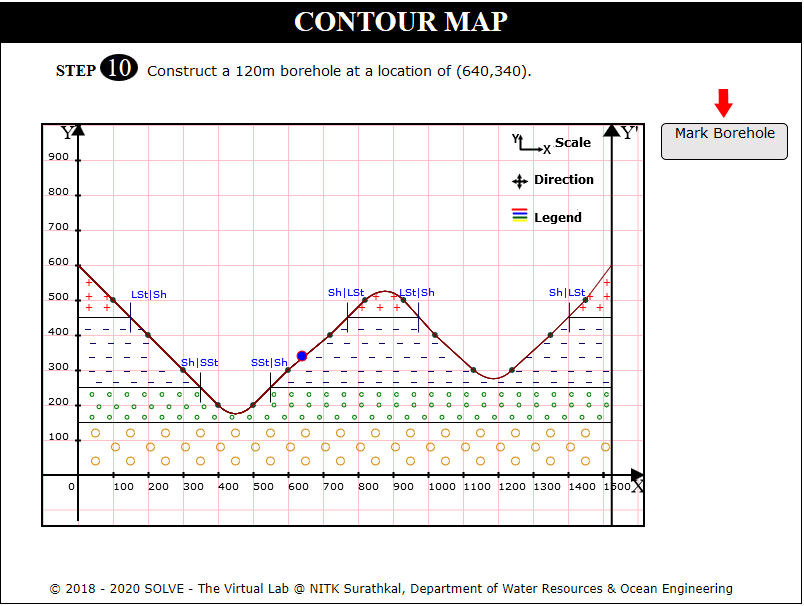 CONTOUR MAP
STEP 10 Construct a 120m borehole at a location of (640,340).
Mark Borehole
Y
Y'
Y
X
Scale
Direction
Legend
900
800
700
600
500
400
300
200
100
LSt|Sh
Sh|LSt
LSt|Sh
Sh|LSt
Sh|SSt
SSt|Sh
0 100 200 300 400 500 600 700 800 900 1000 1100 1200 1300 1400 1500
X
© 2018 - 2020 SOLVE - The Virtual Lab @ NITK Surathkal, Department of Water Resources & Ocean Engineering